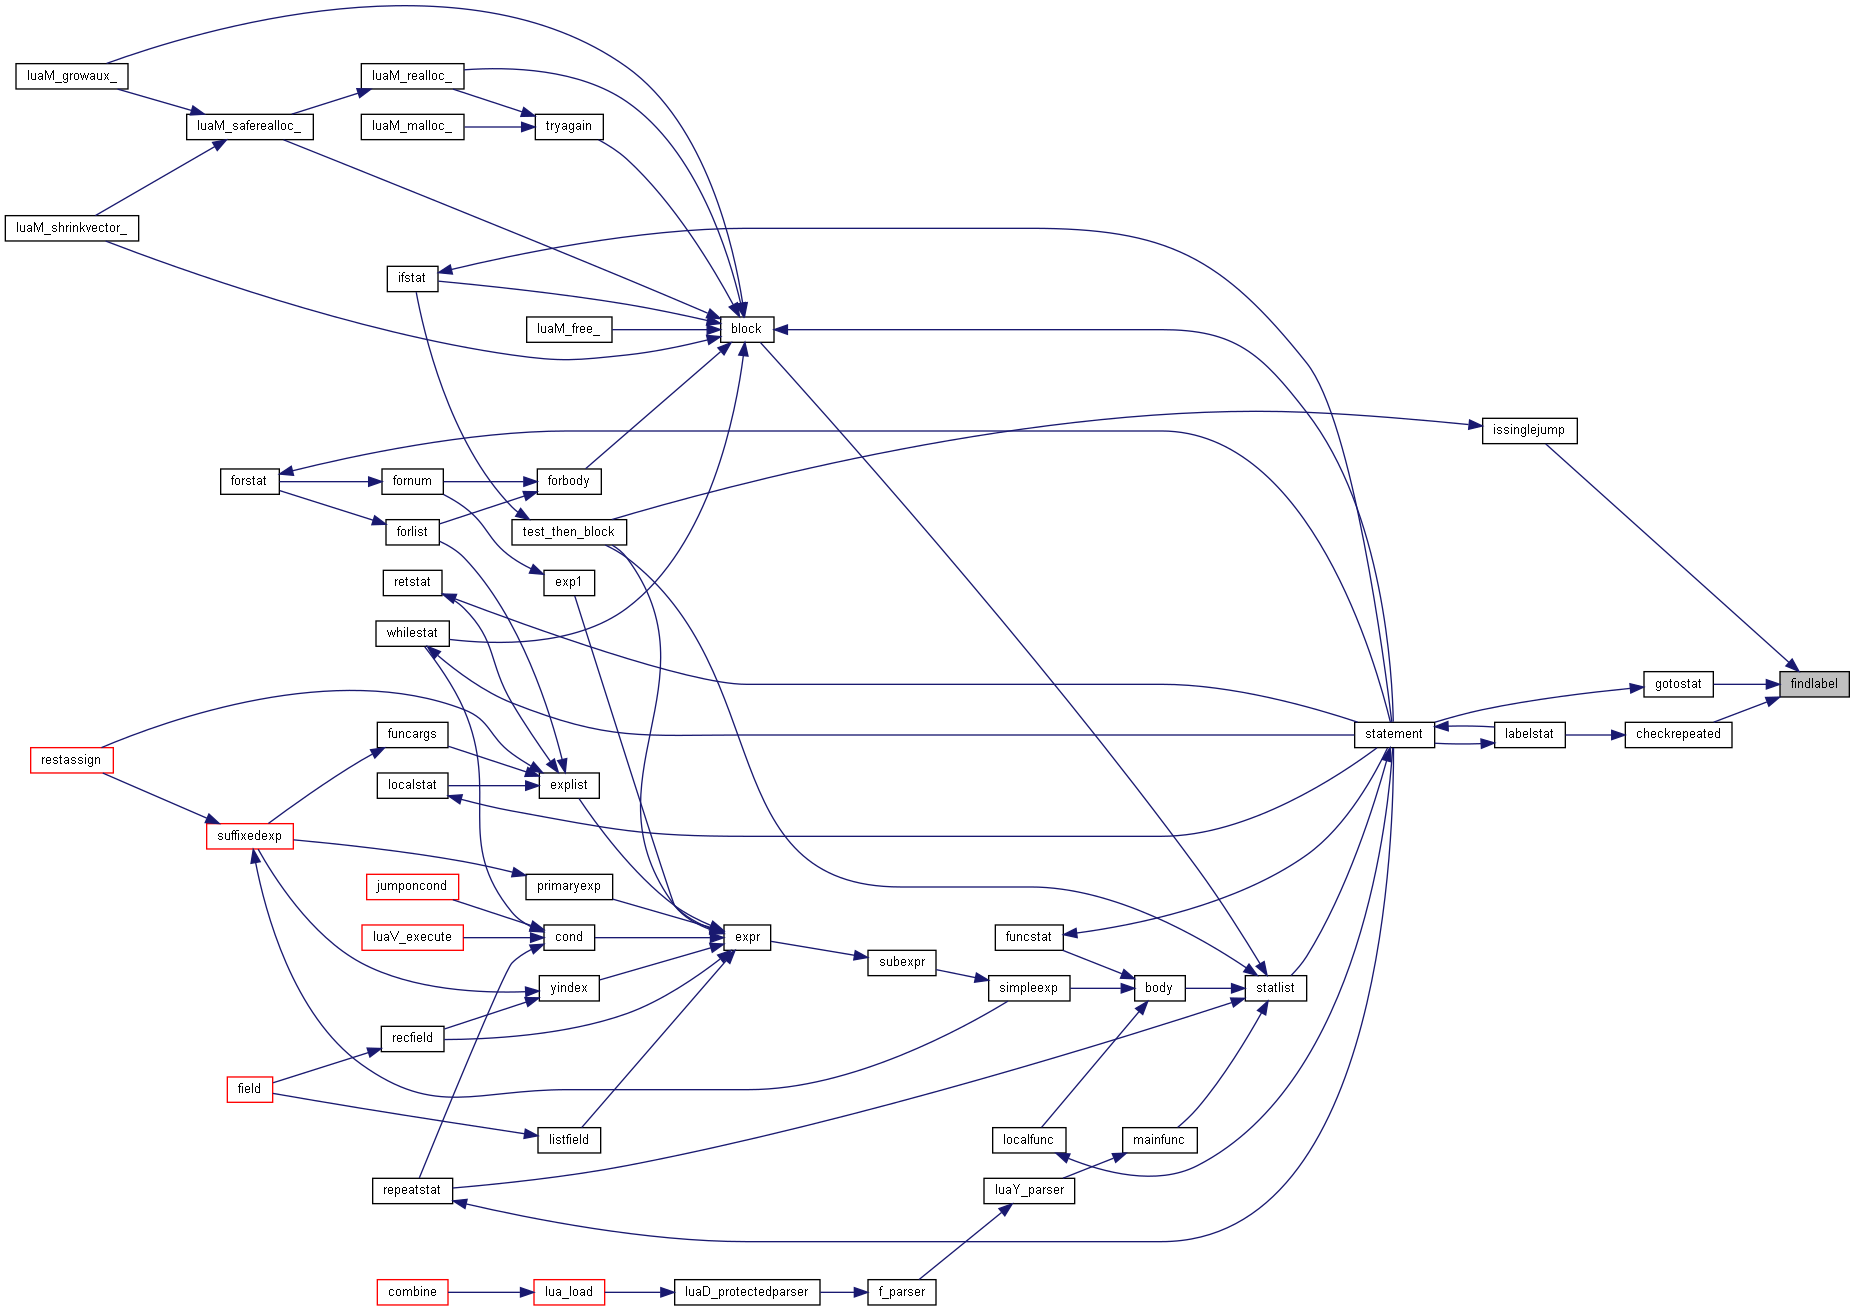 luaM_growaux_
luaM_realloc_
luaM_saferealloc_
luaM_malloc_
tryagain
luaM_shrinkvector_
ifstat
luaM_free_
block
issinglejump
forstat
fornum
forbody
forlist
test_then_block
retstat
exp1
whilestat
gotostat
findlabel
restassign
funcargs
statement
labelstat
checkrepeated
localstat
explist
suffixedexp
jumponcond
primaryexp
luaV_execute
cond
expr
funcstat
subexpr
yindex
simpleexp
body
statlist
recfield
field
listfield
localfunc
mainfunc
repeatstat
luaY_parser
combine
lua_load
luaD_protectedparser
f_parser